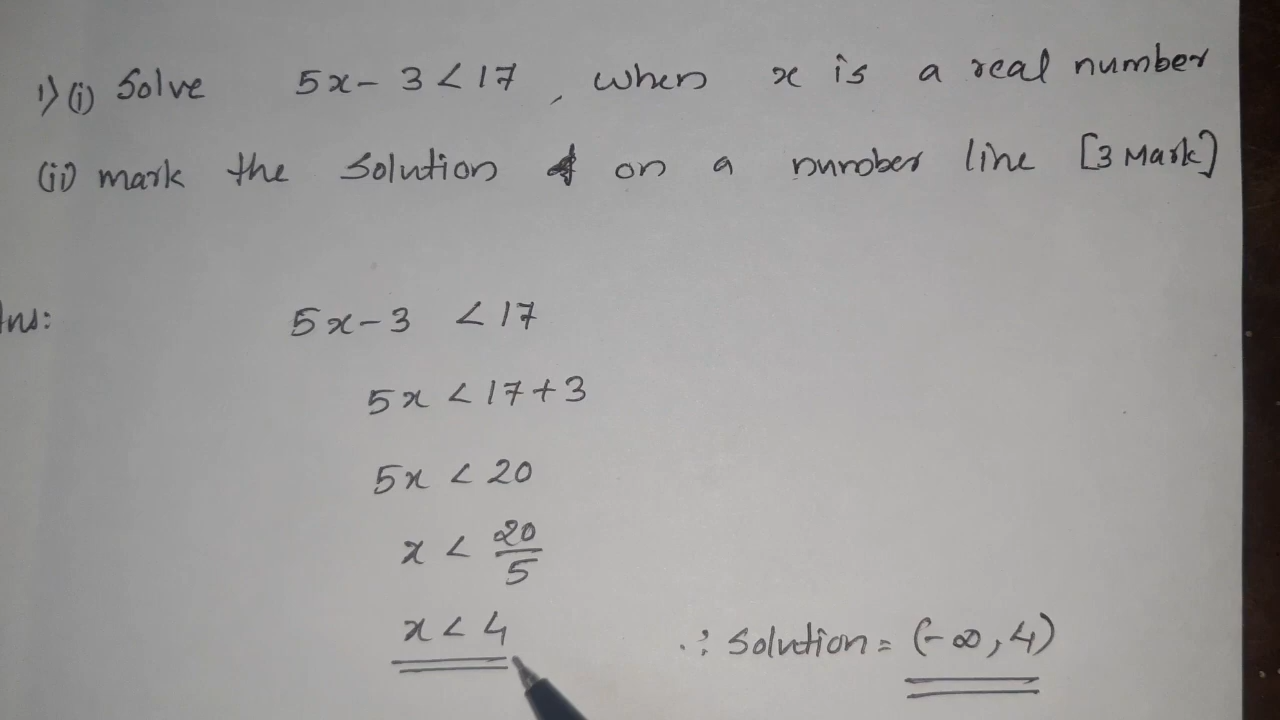 1) (i) Solve 5x - 3 < 17 , when x is a real number
(ii) mark the Solution on a number line [3 Mark]
Ans:
5x - 3 < 17
5x < 17 + 3
5x < 20
x < 20/5
x < 4
∴ Solution = (-∞, 4)